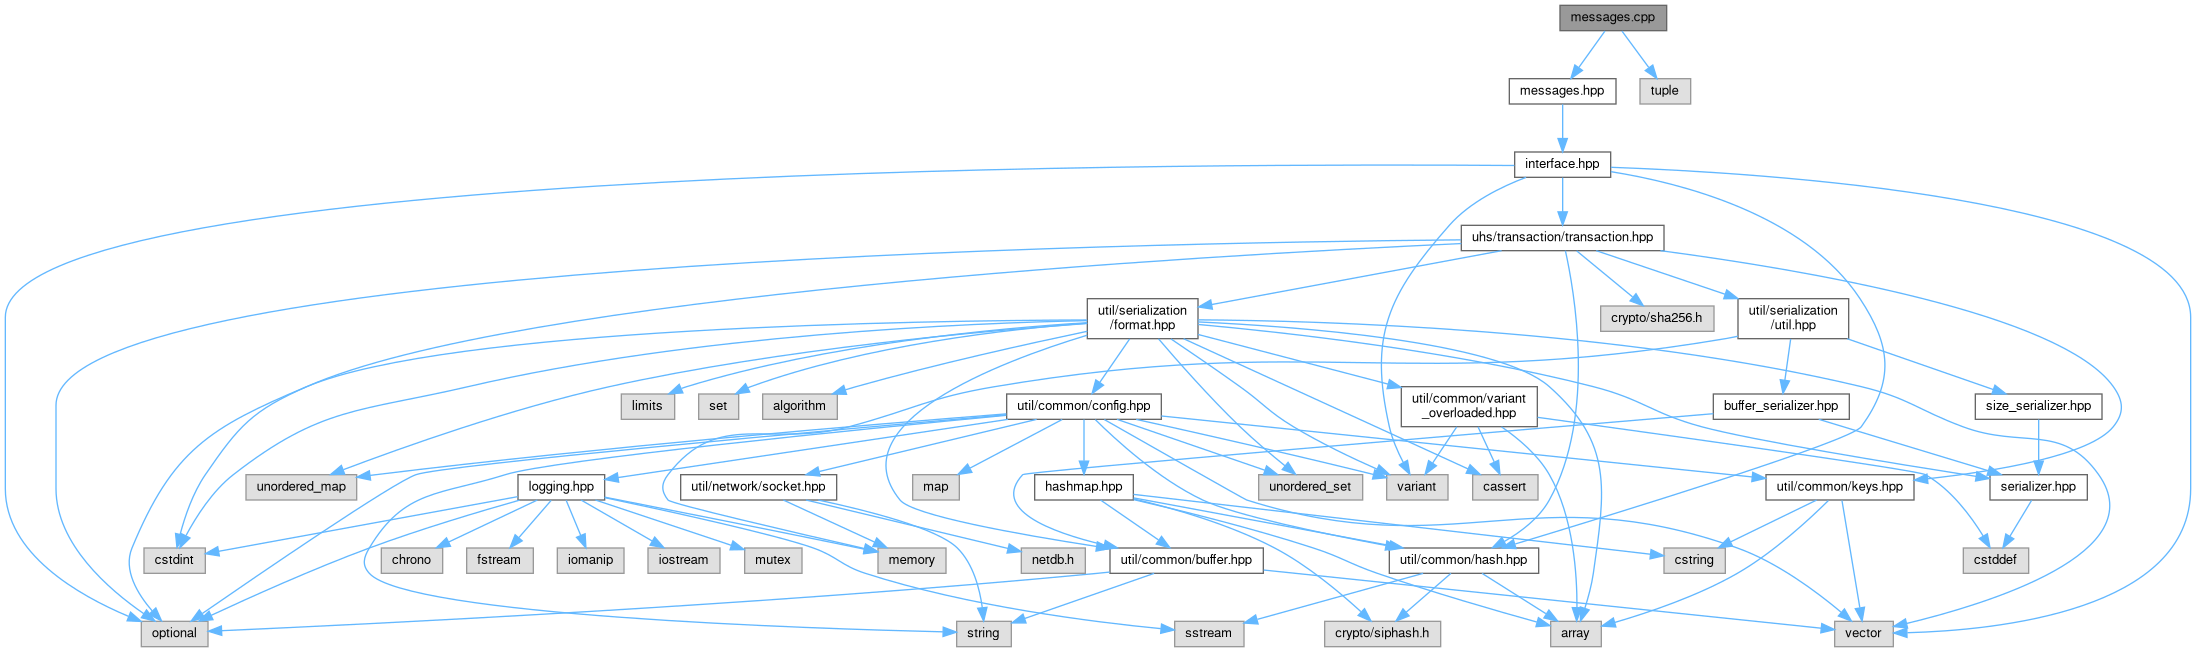 messages.cpp
messages.hpp
tuple
interface.hpp
uhs/transaction/transaction.hpp
util/serialization
/format.hpp
crypto/sha256.h
util/serialization
/util.hpp
limits
set
algorithm
util/common/config.hpp
util/common/variant
_overloaded.hpp
buffer_serializer.hpp
size_serializer.hpp
unordered_map
logging.hpp
util/network/socket.hpp
map
hashmap.hpp
unordered_set
variant
cassert
util/common/keys.hpp
serializer.hpp
cstdint
chrono
fstream
iomanip
iostream
mutex
memory
netdb.h
util/common/buffer.hpp
util/common/hash.hpp
cstring
cstddef
optional
string
sstream
crypto/siphash.h
array
vector